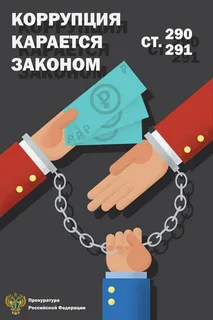 КОРРУПЦИЯ
КАРАЕТСЯ
ЗАКОНОМ
СТ. 290
291
Прокуратура
Российской Федерации